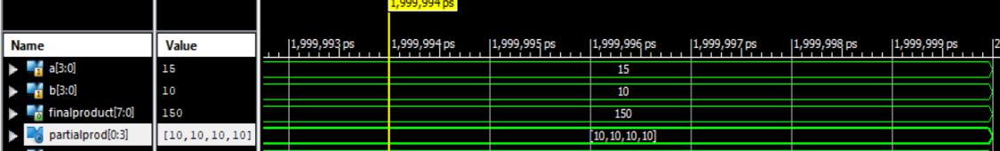 1,999,994 ps
Name Value |1,999,993 ps |1,999,994 ps |1,999,995 ps |1,999,996 ps |1,999,997 ps |1,999,998 ps |1,999,999 ps |2
a[3:0] 15 15
b[3:0] 10 10
finalproduct[7:0] 150 150
partialprod[0:3] [10,10,10,10] [10,10,10,10]